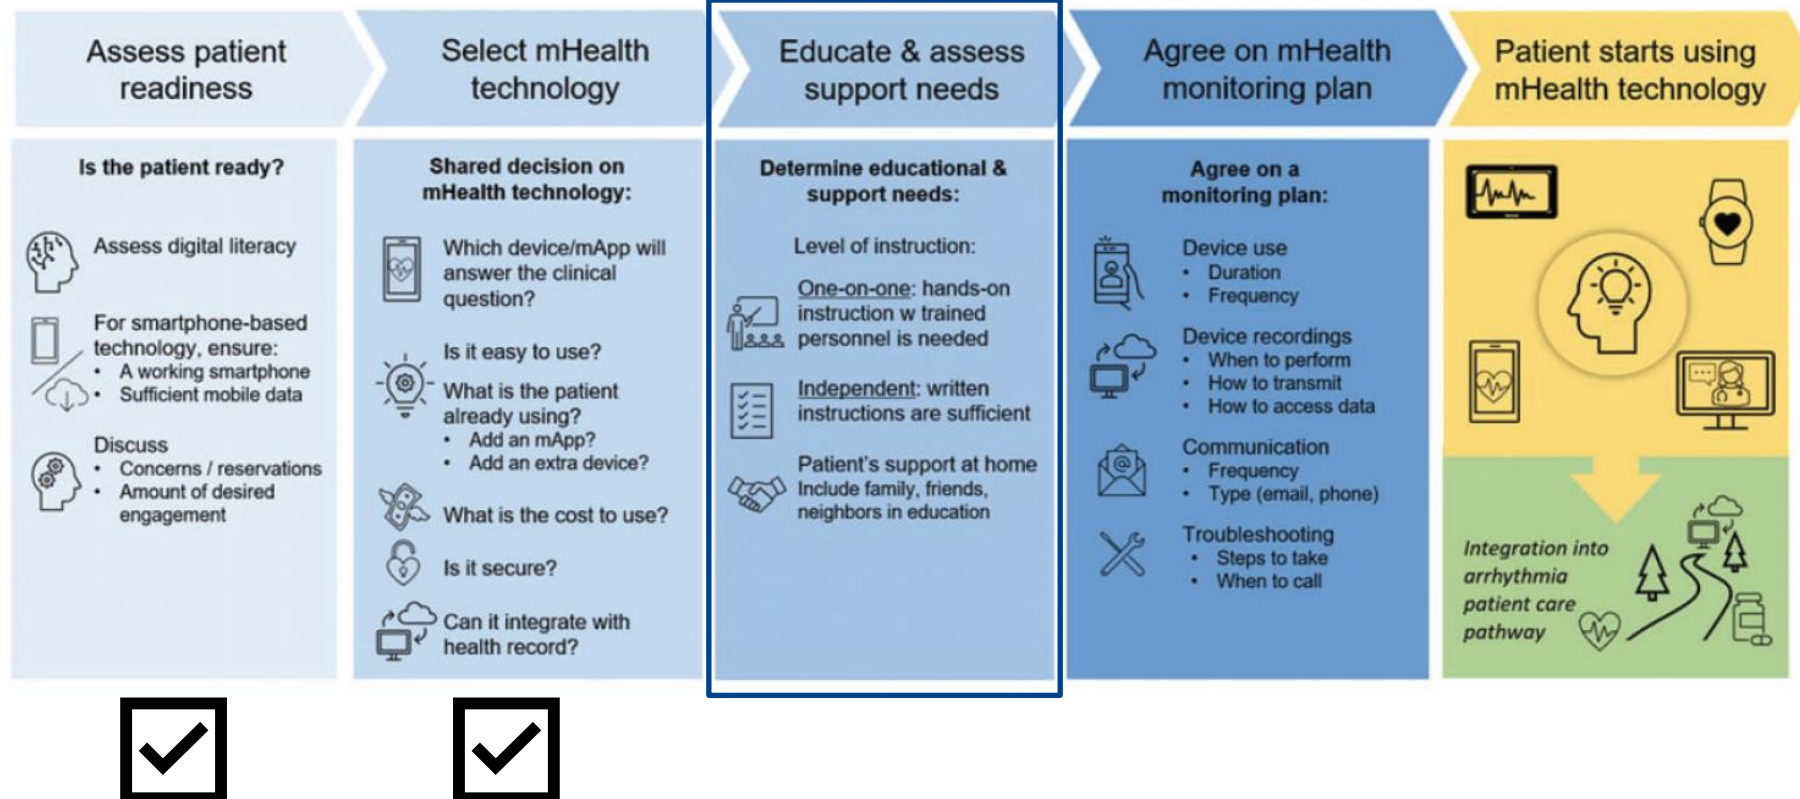 Assess patient
readiness
Select mHealth
technology
Educate & assess
support needs
Agree on mHealth
monitoring plan
Patient starts using
mHealth technology
Is the patient ready?
Assess digital literacy
For smartphone-based
technology, ensure:
• A working smartphone
• Sufficient mobile data
Discuss
• Concerns / reservations
• Amount of desired
engagement
Shared decision on
mHealth technology:
Which device/mApp will
answer the clinical
question?
Is it easy to use?
What is the patient
already using?
• Add an mApp?
• Add an extra device?
What is the cost to use?
Is it secure?
Can it integrate with
health record?
Determine educational &
support needs:
Level of instruction:
One-on-one: hands-on
instruction w trained
personnel is needed
Independent: written
instructions are sufficient
Patient's support at home
Include family, friends,
neighbors in education
Agree on a
monitoring plan:
Device use
• Duration
• Frequency
Device recordings
• When to perform
• How to transmit
• How to access data
Communication
• Frequency
• Type (email, phone)
Troubleshooting
• Steps to take
• When to call
Integration into
arrhythmia
patient care
pathway